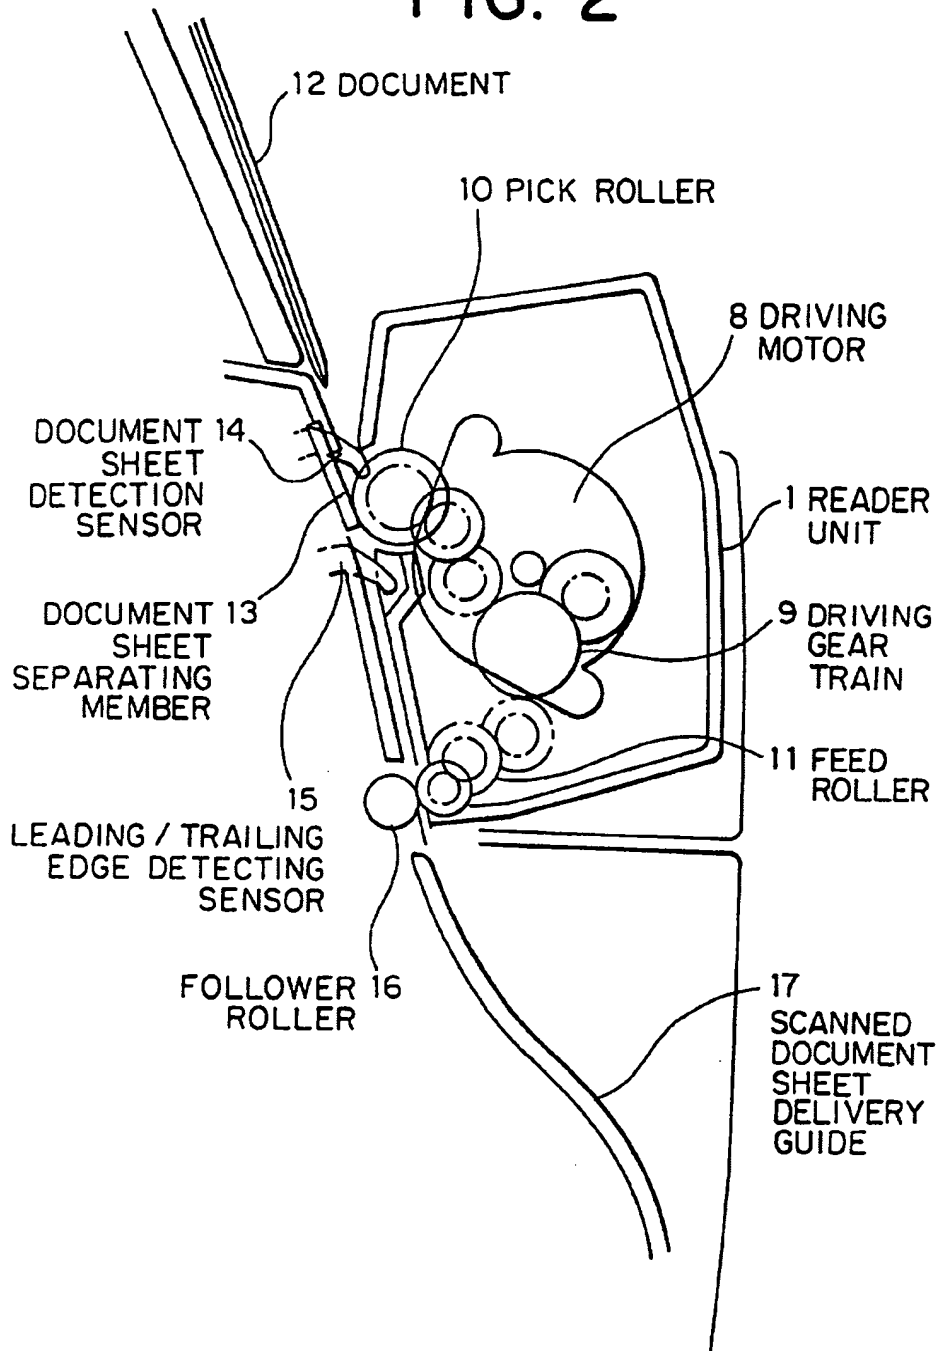 FIG. 2
12 DOCUMENT
10 PICK ROLLER
8 DRIVING
MOTOR
DOCUMENT 14
SHEET
DETECTION
SENSOR
1 READER
UNIT
DOCUMENT 13
SHEET
SEPARATING
MEMBER
9 DRIVING
GEAR
TRAIN
11 FEED
ROLLER
15
LEADING / TRAILING
EDGE DETECTING
SENSOR
FOLLOWER 16
ROLLER
17
SCANNED
DOCUMENT
SHEET
DELIVERY
GUIDE